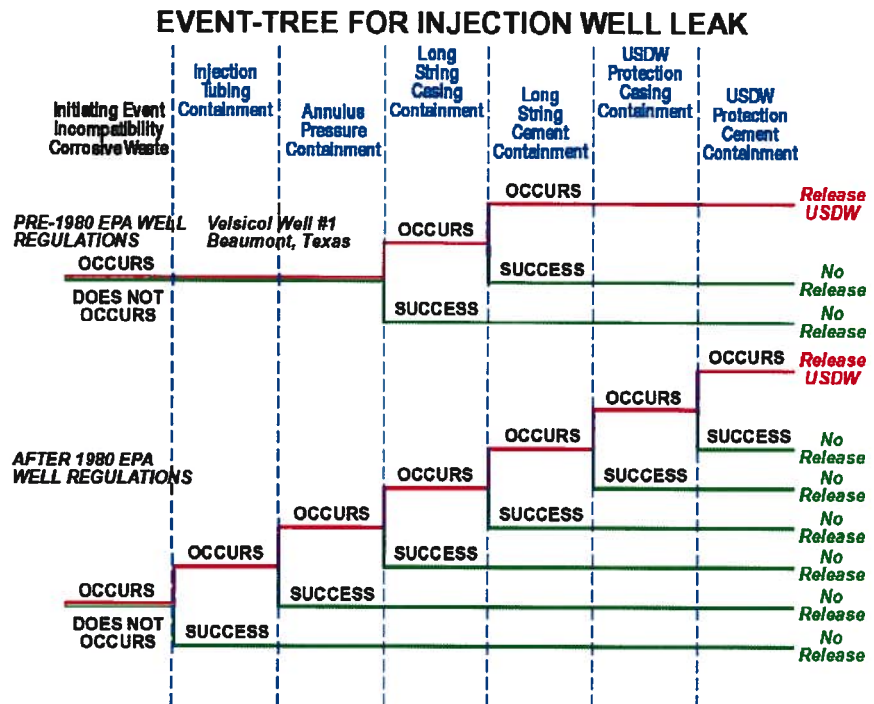 EVENT-TREE FOR INJECTION WELL LEAK
Initiating Event
Incompatibility
Corrosive Waste
Injection
Tubing
Containment
Annulus
Pressure
Containment
Long
String
Casing
Containment
Long
String
Cement
Containment
USDW
Protection
Casing
Containment
USDW
Protection
Cement
Containment
PRE-1980 EPA WELL
REGULATIONS
Velsicol Well #1
Beaumont, Texas
OCCURS
DOES NOT
OCCURS
OCCURS
SUCCESS
OCCURS
SUCCESS
Release
USDW
No
Release
No
Release
AFTER 1980 EPA
WELL REGULATIONS
OCCURS
DOES NOT
OCCURS
OCCURS
SUCCESS
OCCURS
SUCCESS
OCCURS
SUCCESS
OCCURS
SUCCESS
OCCURS
SUCCESS
OCCURS
SUCCESS
Release
USDW
No
Release
No
Release
No
Release
No
Release
No
Release
No
Release